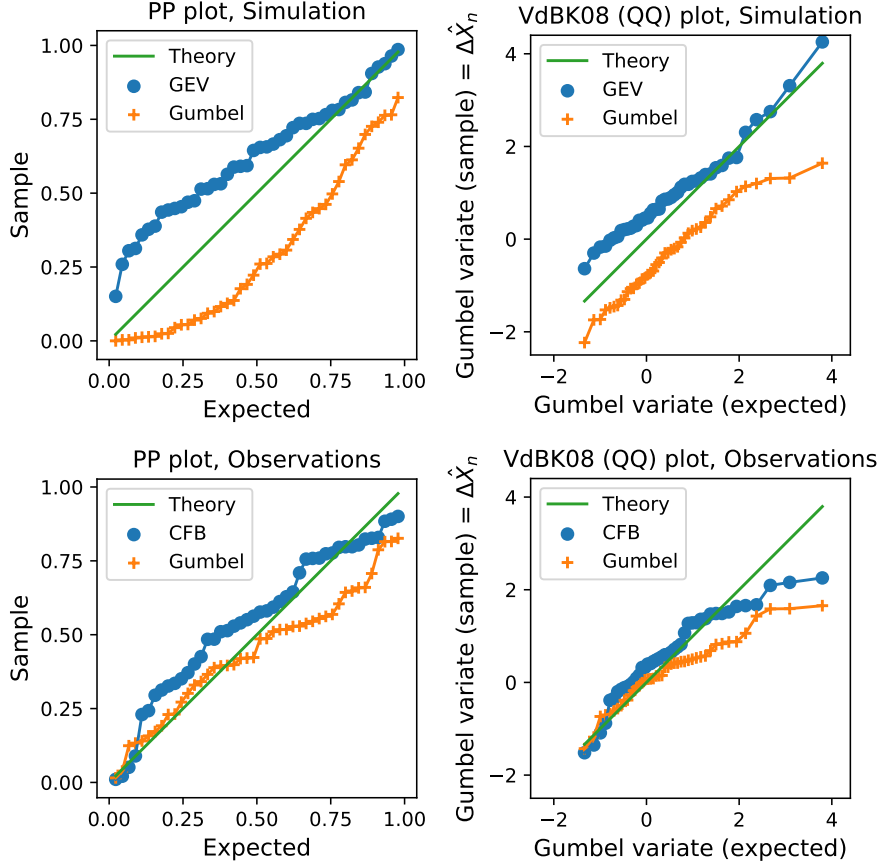 PP plot, Simulation
1.00
0.75
0.50
0.25
0.00
Sample
Theory
GEV
Gumbel
0.00 0.25 0.50 0.75 1.00
Expected
VdBK08 (QQ) plot, Simulation
4
2
0
−2
Gumbel variate (sample) = ΔX̂ₙ
Theory
GEV
Gumbel
−2 0 2 4
Gumbel variate (expected)
PP plot, Observations
1.00
0.75
0.50
0.25
0.00
Sample
Theory
CFB
Gumbel
0.00 0.25 0.50 0.75 1.00
Expected
VdBK08 (QQ) plot, Observations
4
2
0
−2
Gumbel variate (sample) = ΔX̂ₙ
Theory
CFB
Gumbel
−2 0 2 4
Gumbel variate (expected)